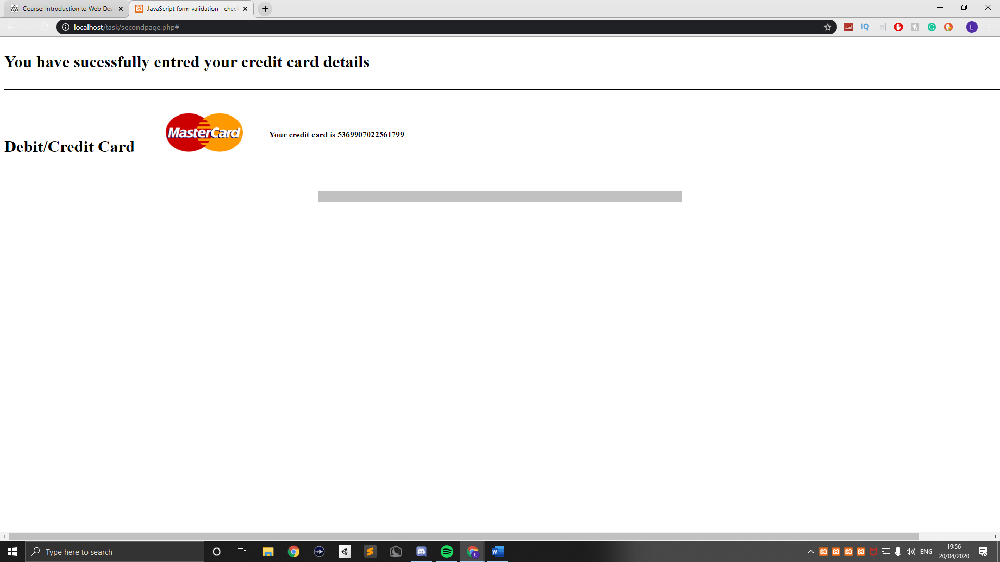 Course: Introduction to Web Des
JavaScript form validation - chec
localhost/task/secondpage.php#
IQ
L
You have sucessfully entred your credit card details
Debit/Credit Card
MasterCard
Your credit card is 5369907022561799
Type here to search
L
W
ENG
19:56
20/04/2020